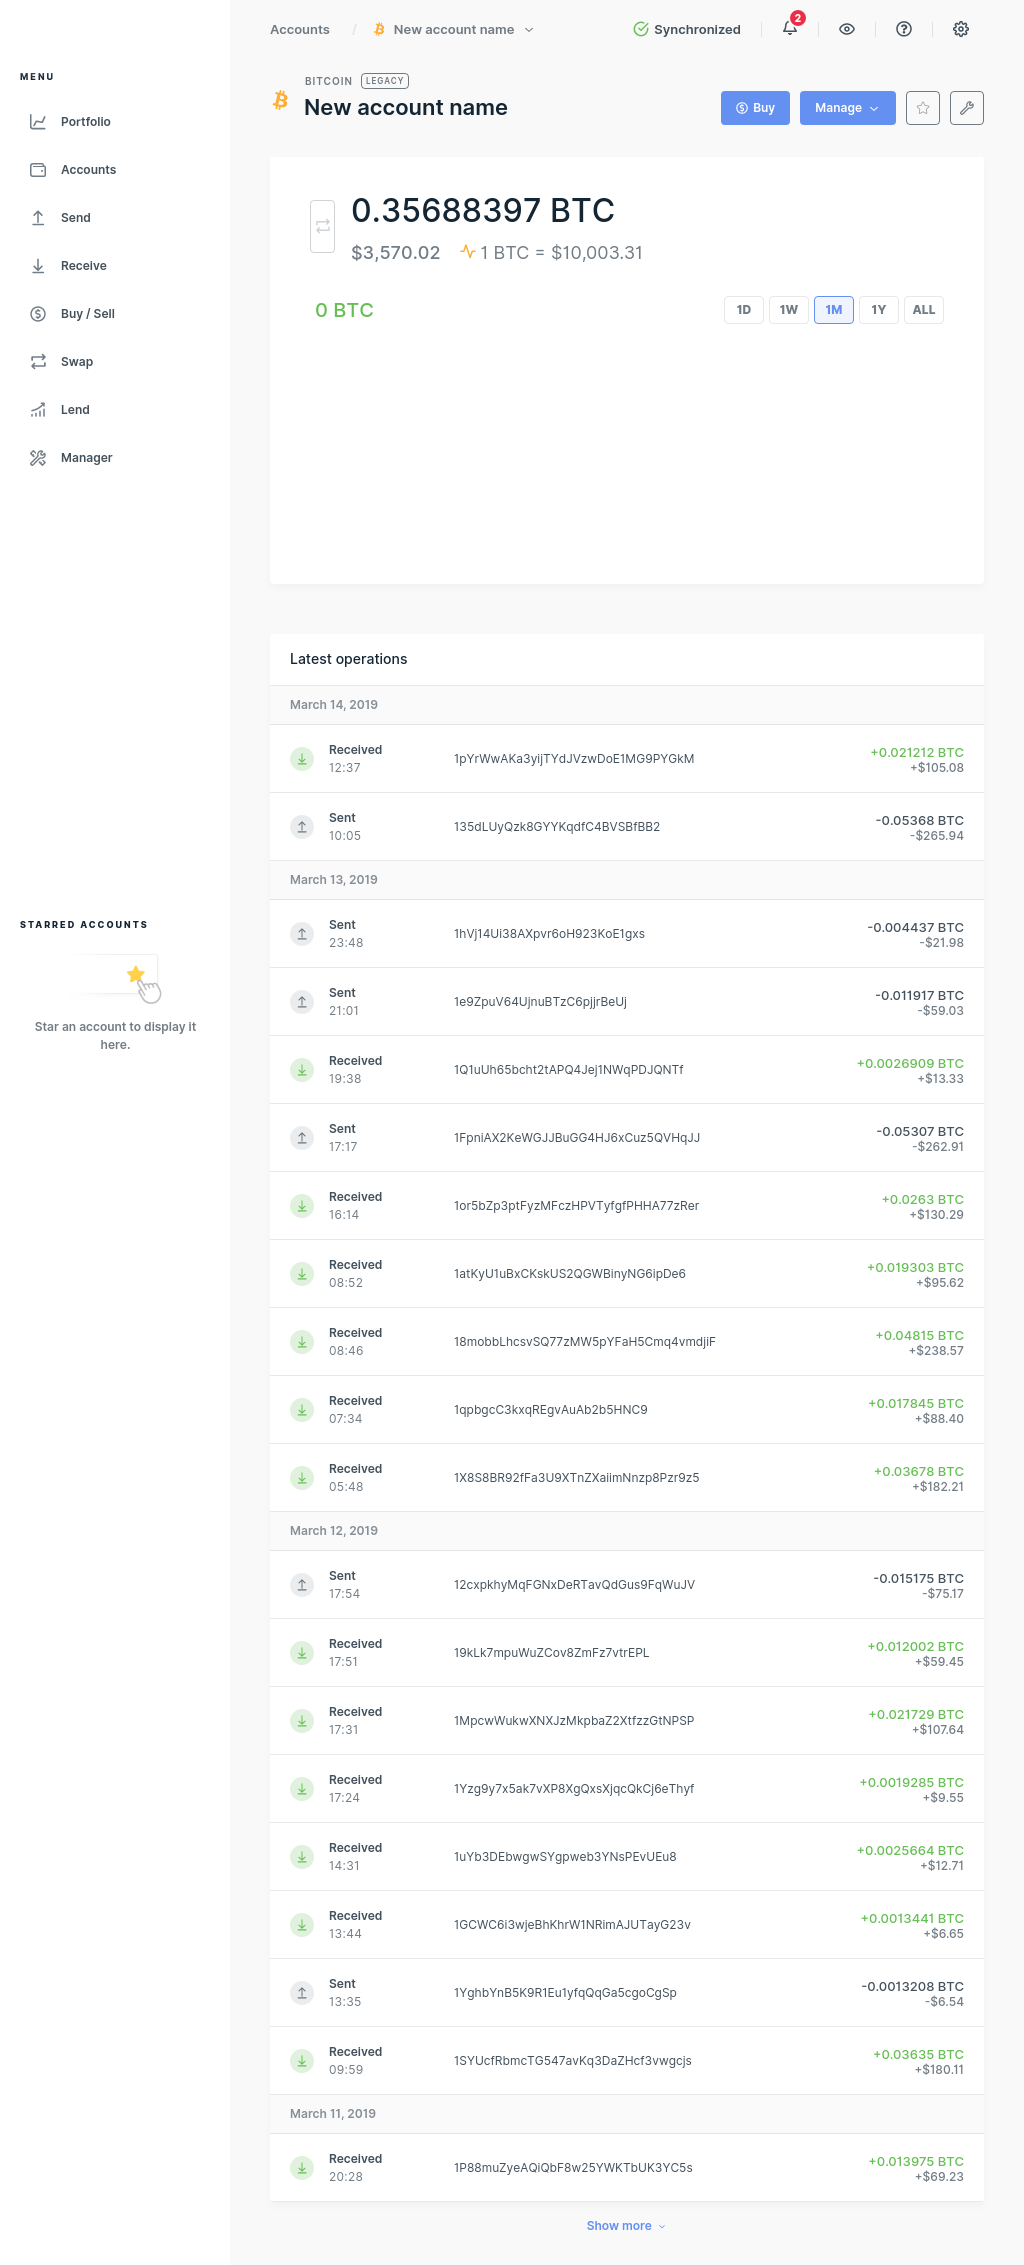 Accounts / New account name
Synchronized
2
MENU
Portfolio
Accounts
Send
Receive
Buy / Sell
Swap
Lend
Manager
STARRED ACCOUNTS
Star an account to display it
here.
BITCOIN LEGACY
New account name
Buy
Manage
0.35688397 BTC
$3,570.02 1 BTC = $10,003.31
0 BTC
1D 1W 1M 1Y ALL
Latest operations
March 14, 2019
Received
12:37
1pYrWwAKa3yijTYdJVzwDoE1MG9PYGkM
+0.021212 BTC
+$105.08
Sent
10:05
135dLUyQzk8GYYKqdfC4BVSBfBB2
-0.05368 BTC
-$265.94
March 13, 2019
Sent
23:48
1hVj14Ui38AXpvr6oH923KoE1gxs
-0.004437 BTC
-$21.98
Sent
21:01
1e9ZpuV64UjnuBTzC6pjjrBeUj
-0.011917 BTC
-$59.03
Received
19:38
1Q1uUh65bcht2tAPQ4Jej1NWqPDJQNTf
+0.0026909 BTC
+$13.33
Sent
17:17
1FpniAX2KeWGJJBuGG4HJ6xCuz5QVHqJJ
-0.05307 BTC
-$262.91
Received
16:14
1or5bZp3ptFyzMFczHPVTyfgfPHHA77zRer
+0.0263 BTC
+$130.29
Received
08:52
1atKyU1uBxCKskUS2QGWBinyNG6ipDe6
+0.019303 BTC
+$95.62
Received
08:46
18mobbLhcsvSQ77zMW5pYFaH5Cmq4vmdjiF
+0.04815 BTC
+$238.57
Received
07:34
1qpbgcC3kxqREgvAuAb2b5HNC9
+0.017845 BTC
+$88.40
Received
05:48
1X8S8BR92fFa3U9XTnZXaiimNnzp8Pzr9z5
+0.03678 BTC
+$182.21
March 12, 2019
Sent
17:54
12cxpkhyMqFGNxDeRTavQdGus9FqWuJV
-0.015175 BTC
-$75.17
Received
17:51
19kLk7mpuWuZCov8ZmFz7vtrEPL
+0.012002 BTC
+$59.45
Received
17:31
1MpcwWukwXNXJzMkpbaZ2XtfzzGtNPSP
+0.021729 BTC
+$107.64
Received
17:24
1Yzg9y7x5ak7vXP8XgQxsXjqcQkCj6eThyf
+0.0019285 BTC
+$9.55
Received
14:31
1uYb3DEbwgwSYgpweb3YNsPEvUEu8
+0.0025664 BTC
+$12.71
Received
13:44
1GCWC6i3wjeBhKhrW1NRimAJUTayG23v
+0.0013441 BTC
+$6.65
Sent
13:35
1YghbYnB5K9R1Eu1yfqQqGa5cgoCgSp
-0.0013208 BTC
-$6.54
Received
09:59
1SYUcfRbmcTG547avKq3DaZHcf3vwgcjs
+0.03635 BTC
+$180.11
March 11, 2019
Received
20:28
1P88muZyeAQiQbF8w25YWKTbUK3YC5s
+0.013975 BTC
+$69.23
Show more